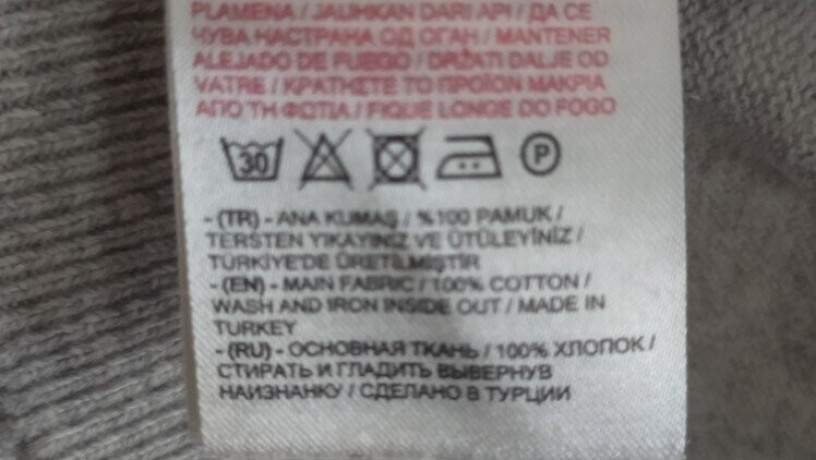 PLAMENA / JAUHKAN DARI API / ДА СЕ
ЧУВА НАСТРАНА ОД ОГАН / MANTENER
ALEJADO DE FUEGO / DRŽATI DALJE OD
VATRE / ΚΡΑΤΗΣΤΕ ΤΟ ΠΡΟΪΟΝ ΜΑΚΡΙΑ
ΑΠΟ ΤΗ ΦΩΤΙΑ / FIQUE LONGE DO FOGO
30 P
- (TR) - ANA KUMAŞ / %100 PAMUK /
TERSTEN YIKAYINIZ VE ÜTÜLEYİNİZ /
TÜRKİYE'DE ÜRETİLMİŞTİR
- (EN) - MAIN FABRIC / 100% COTTON /
WASH AND IRON INSIDE OUT / MADE IN
TURKEY
- (RU) - ОСНОВНАЯ ТКАНЬ / 100% ХЛОПОК /
СТИРАТЬ И ГЛАДИТЬ ВЫВЕРНУВ
НАИЗНАНКУ / СДЕЛАНО В ТУРЦИИ